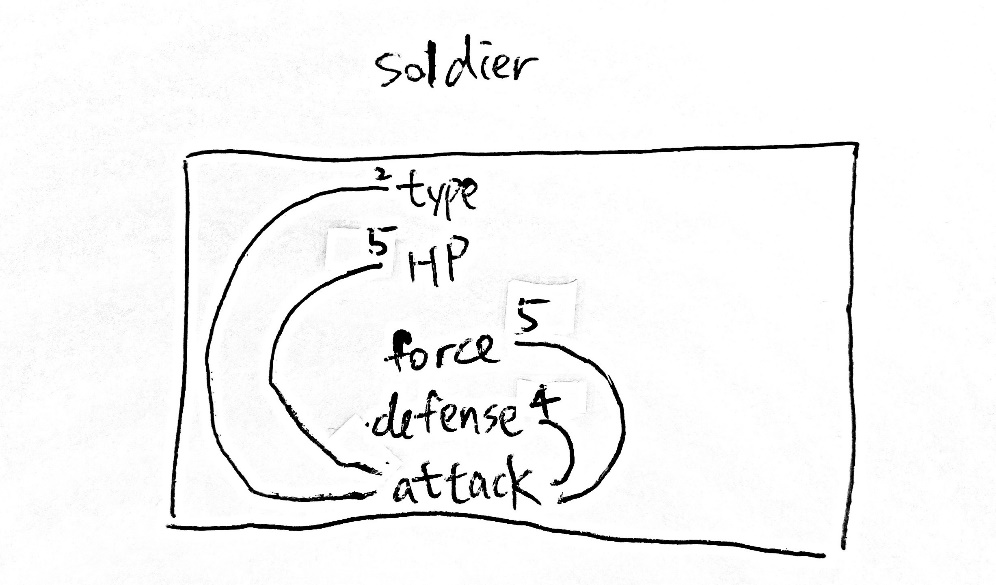 soldier
2 type
5 HP
5
force
defense 4
attack